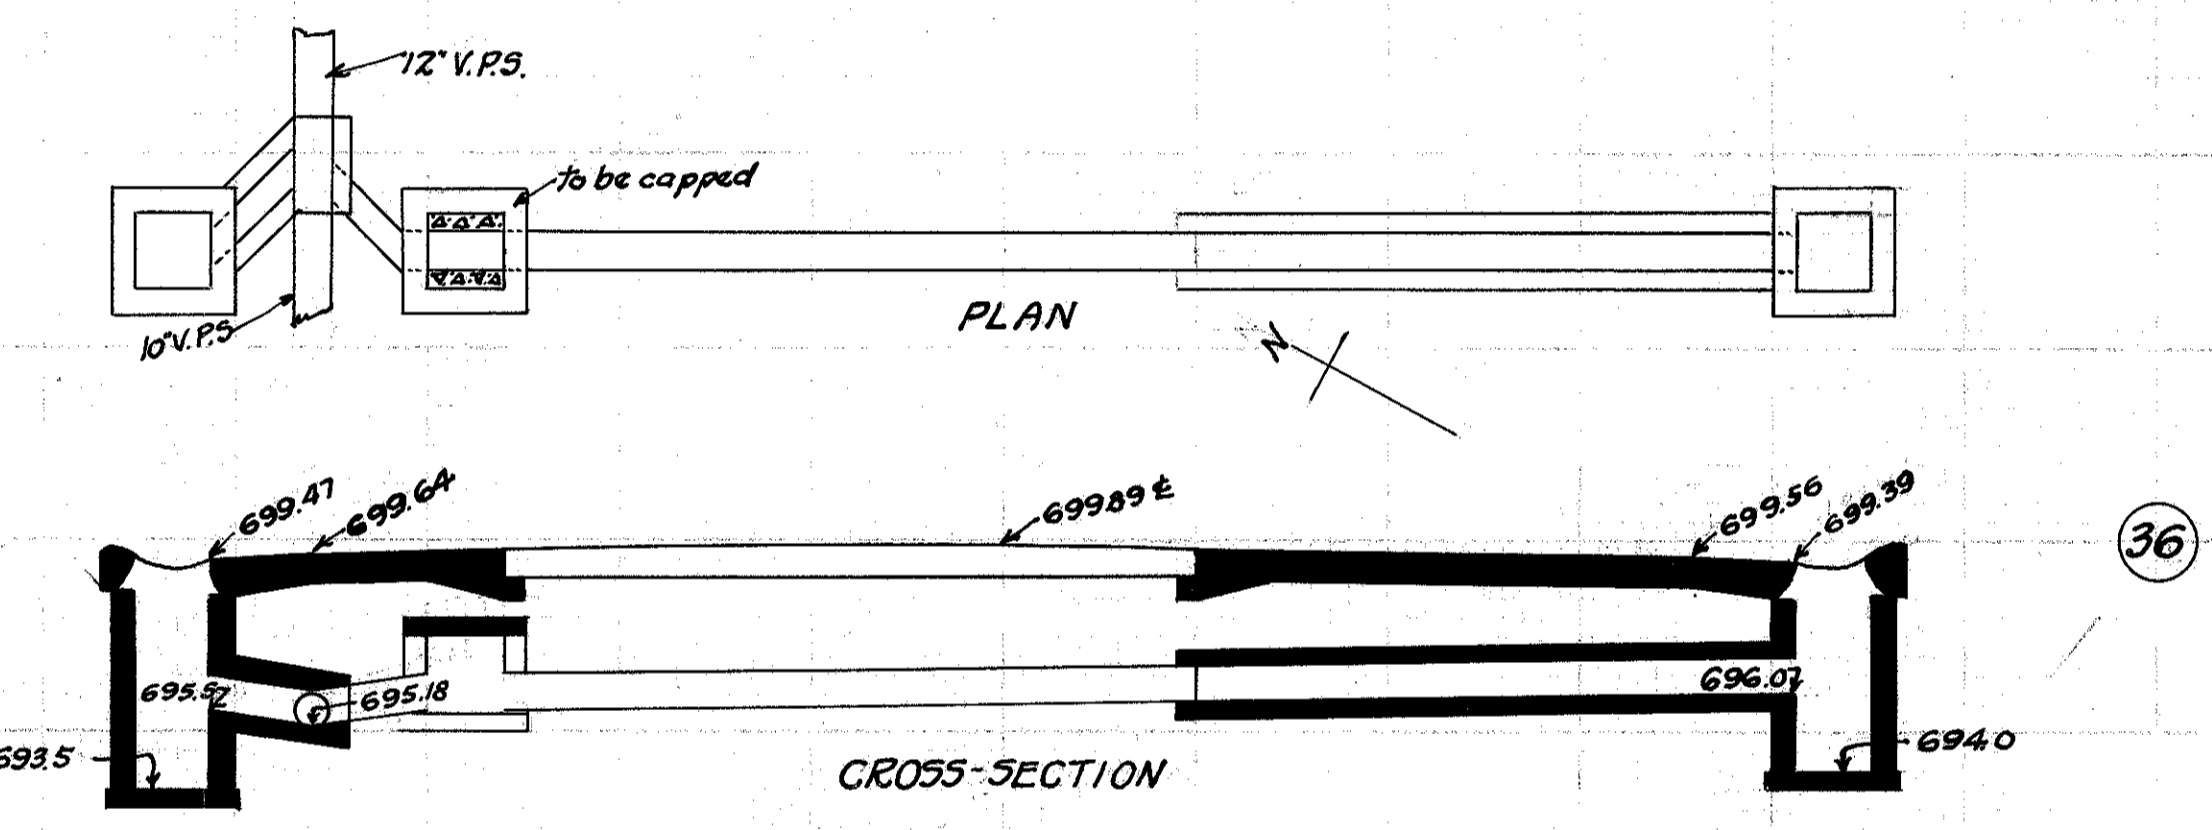 12" V.P.S.
to be capped
10" V.P.S
PLAN
N
699.47
699.64
699.89 ℄
699.56
699.39
36
695.52
695.18
696.07
693.5
694.0
CROSS-SECTION